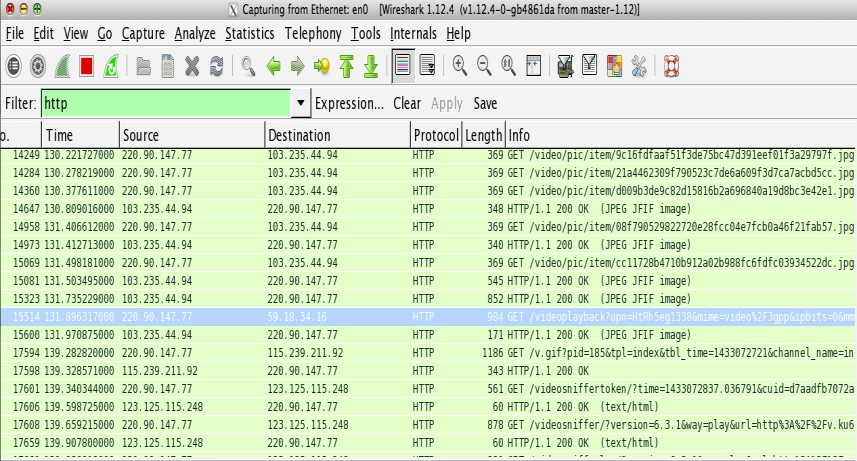 Capturing from Ethernet: en0 [Wireshark 1.12.4 (v1.12.4-0-gb4861da from master-1.12)]
File Edit View Go Capture Analyze Statistics Telephony Tools Internals Help
Filter: http Expression... Clear Apply Save
o. Time Source Destination Protocol Length Info
14249 130.221727000 220.90.147.77 103.235.44.94 HTTP 369 GET /video/pic/item/9c16fdfaaf51f3de75bc47d391eef01f3a29797f.jpg
14284 130.278219000 220.90.147.77 103.235.44.94 HTTP 369 GET /video/pic/item/21a4462309f790523c7de6a609f3d7ca7acbd5cc.jpg
14360 130.377611000 220.90.147.77 103.235.44.94 HTTP 369 GET /video/pic/item/d009b3de9c82d15816b2a696840a19d8bc3e42e1.jpg
14647 130.809016000 103.235.44.94 220.90.147.77 HTTP 348 HTTP/1.1 200 OK (JPEG JFIF image)
14958 131.406612000 220.90.147.77 103.235.44.94 HTTP 369 GET /video/pic/item/08f790529822720e28fcc04e7fcb0a46f21fab57.jpg
14973 131.412713000 103.235.44.94 220.90.147.77 HTTP 340 HTTP/1.1 200 OK (JPEG JFIF image)
15069 131.498181000 220.90.147.77 103.235.44.94 HTTP 369 GET /video/pic/item/cc11728b4710b912a02b988fc6fdfc03934522dc.jpg
15081 131.503495000 103.235.44.94 220.90.147.77 HTTP 545 HTTP/1.1 200 OK (JPEG JFIF image)
15323 131.735229000 103.235.44.94 220.90.147.77 HTTP 852 HTTP/1.1 200 OK (JPEG JFIF image)
15514 131.896317000 220.90.147.77 59.18.34.16 HTTP 984 GET /videoplayback?upn=HtRh5eg1338&mime=video%2F3gpp&ipbits=0&mm
15600 131.970875000 103.235.44.94 220.90.147.77 HTTP 171 HTTP/1.1 200 OK (JPEG JFIF image)
17594 139.282820000 220.90.147.77 115.239.211.92 HTTP 1186 GET /v.gif?pid=185&tpl=index&tbl_time=1433072721&channel_name=in
17598 139.328571000 115.239.211.92 220.90.147.77 HTTP 343 HTTP/1.1 200 OK
17601 139.340344000 220.90.147.77 123.125.115.248 HTTP 561 GET /videosniffertoken/?time=1433072837.036791&cuid=d7aadfb7072a
17606 139.598725000 123.125.115.248 220.90.147.77 HTTP 60 HTTP/1.1 200 OK (text/html)
17608 139.659215000 220.90.147.77 123.125.115.248 HTTP 878 GET /videosniffer/?version=6.3.1&way=play&url=http%3A%2F%2Fv.ku6
17659 139.907800000 123.125.115.248 220.90.147.77 HTTP 60 HTTP/1.1 200 OK (text/html)